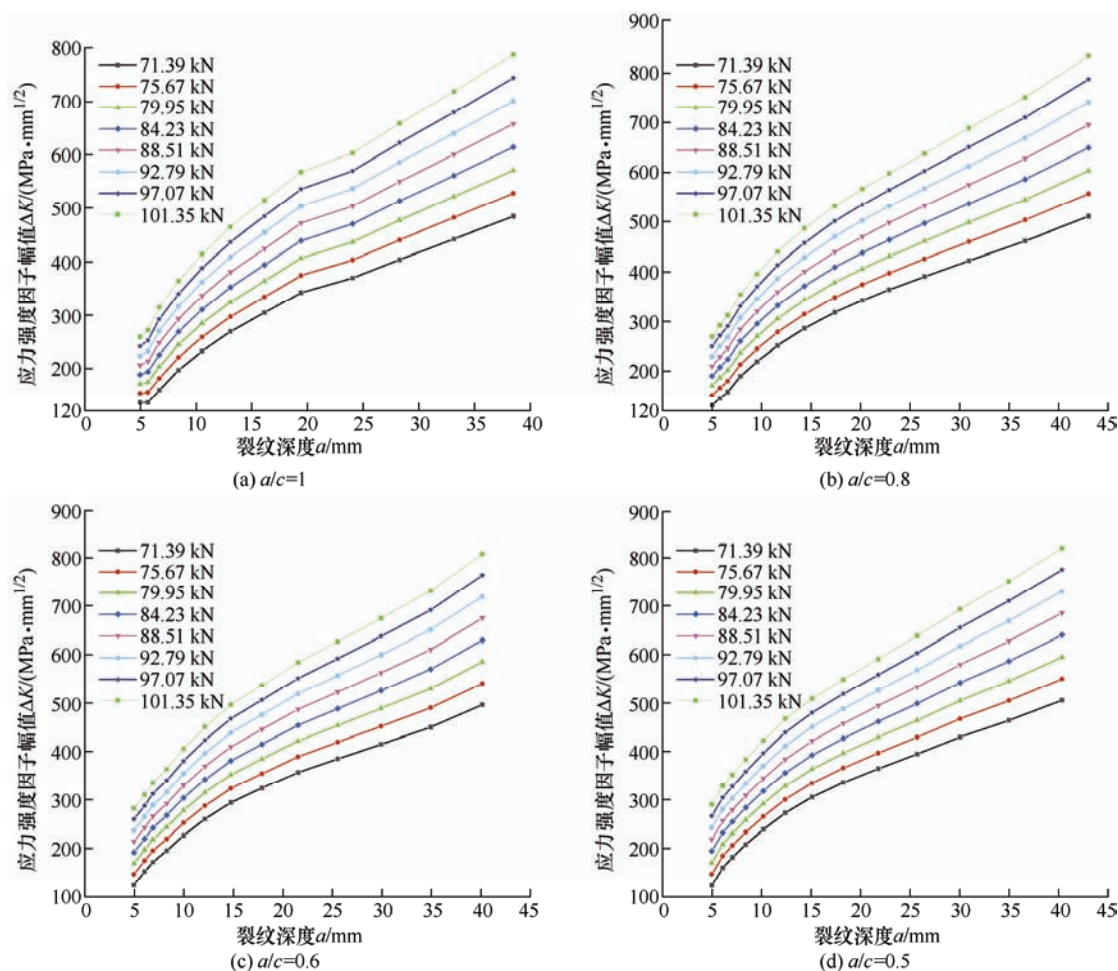 应力强度因子幅值ΔK/(MPa·mm1/2)
800
700
600
500
400
300
200
120
71.39 kN
75.67 kN
79.95 kN
84.23 kN
88.51 kN
92.79 kN
97.07 kN
101.35 kN
0 5 10 15 20 25 30 35 40
裂纹深度a/mm
(a) a/c=1
应力强度因子幅值ΔK/(MPa·mm1/2)
900
800
700
600
500
400
300
200
120
71.39 kN
75.67 kN
79.95 kN
84.23 kN
88.51 kN
92.79 kN
97.07 kN
101.35 kN
0 5 10 15 20 25 30 35 40 45
裂纹深度a/mm
(b) a/c=0.8
应力强度因子幅值ΔK/(MPa·mm1/2)
900
800
700
600
500
400
300
200
100
71.39 kN
75.67 kN
79.95 kN
84.23 kN
88.51 kN
92.79 kN
97.07 kN
101.35 kN
0 5 10 15 20 25 30 35 40 45
裂纹深度a/mm
(c) a/c=0.6
应力强度因子幅值ΔK/(MPa·mm1/2)
900
800
700
600
500
400
300
200
100
71.39 kN
75.67 kN
79.95 kN
84.23 kN
88.51 kN
92.79 kN
97.07 kN
101.35 kN
0 5 10 15 20 25 30 35 40 45
裂纹深度a/mm
(d) a/c=0.5